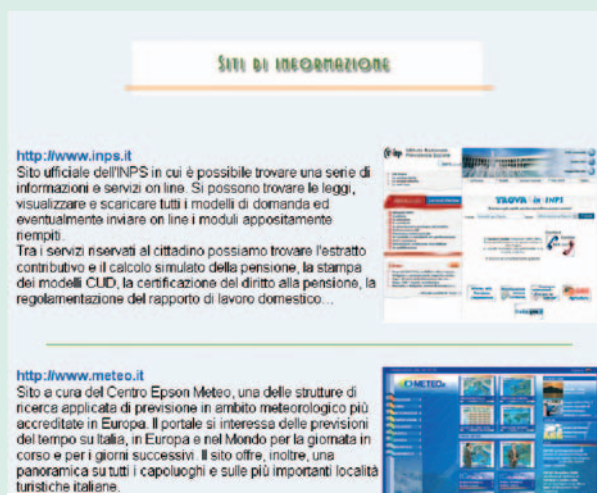 SITI DI INFORMAZIONE
http://www.inps.it
Sito ufficiale dell'INPS in cui è possibile trovare una serie di
informazioni e servizi on line. Si possono trovare le leggi,
visualizzare e scaricare tutti i modelli di domanda ed
eventualmente inviare on line i moduli appositamente
riempiti.
Tra i servizi riservati al cittadino possiamo trovare l'estratto
contributivo e il calcolo simulato della pensione, la stampa
dei modelli CUD, la certificazione del diritto alla pensione, la
regolamentazione del rapporto di lavoro domestico...
inps
TROVA in INPS
http://www.meteo.it
Sito a cura del Centro Epson Meteo, una delle strutture di
ricerca applicata di previsione in ambito meteorologico più
accreditate in Europa. Il portale si interessa delle previsioni
del tempo su Italia, in Europa e nel Mondo per la giornata in
corso e per i giorni successivi. Il sito offre, inoltre, una
panoramica su tutti i capoluoghi e sulle più importanti località
turistiche italiane.
METEO